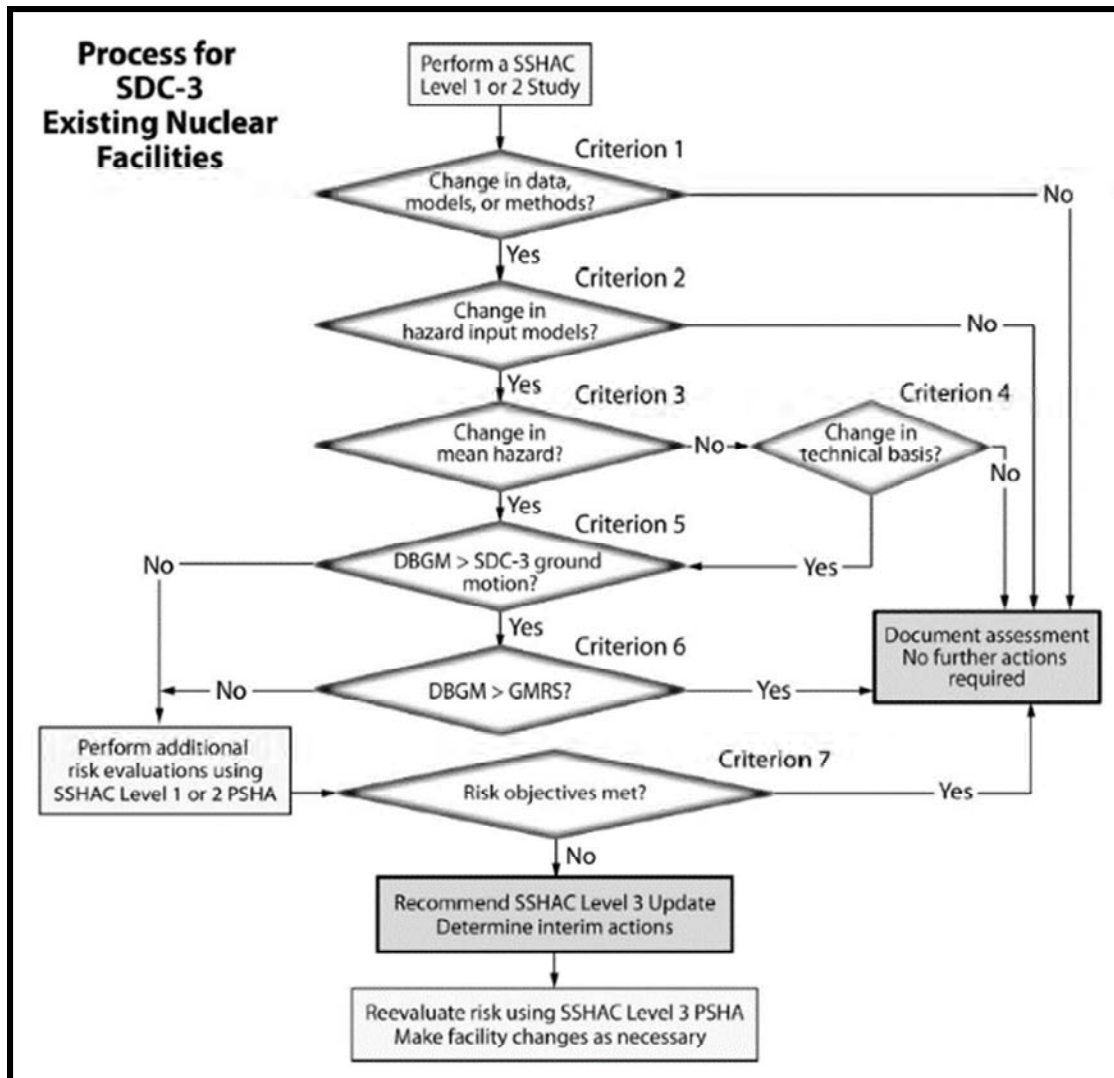 Process for
SDC-3
Existing Nuclear
Facilities
Perform a SSHAC
Level 1 or 2 Study
Criterion 1
Change in data,
models, or methods?
No
Yes
Criterion 2
Change in
hazard input models?
No
Yes
Criterion 3
Change in
mean hazard?
No
Criterion 4
Change in
technical basis?
No
Yes
Yes
Criterion 5
DBGM > SDC-3 ground
motion?
No
Yes
Criterion 6
DBGM > GMRS?
No
Yes
Document assessment
No further actions
required
Perform additional
risk evaluations using
SSHAC Level 1 or 2 PSHA
Criterion 7
Risk objectives met?
Yes
No
Recommend SSHAC Level 3 Update
Determine interim actions
Reevaluate risk using SSHAC Level 3 PSHA
Make facility changes as necessary